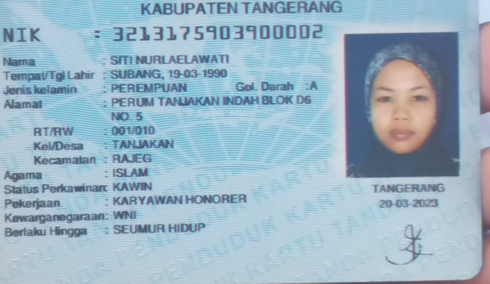 KABUPATEN TANGERANG
NIK : 3213175903900002
Nama : SITI NURLAELAWATI
Tempat/Tgl Lahir : SUBANG, 19-03-1990
Jenis kelamin : PEREMPUAN Gol. Darah : A
Alamat : PERUM TANJAKAN INDAH BLOK D6
NO. 5
RT/RW : 001/010
Kel/Desa : TANJAKAN
Kecamatan : RAJEG
Agama : ISLAM
Status Perkawinan: KAWIN
Pekerjaan : KARYAWAN HONORER
Kewarganegaraan: WNI
Berlaku Hingga : SEUMUR HIDUP
TANGERANG
20-03-2023